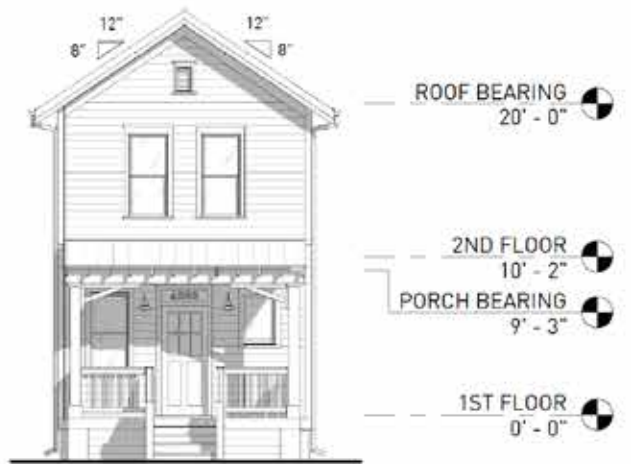 12" 12"
8" 8"
ROOF BEARING
20' - 0"
2ND FLOOR
10' - 2"
PORCH BEARING
9' - 3"
1ST FLOOR
0' - 0"